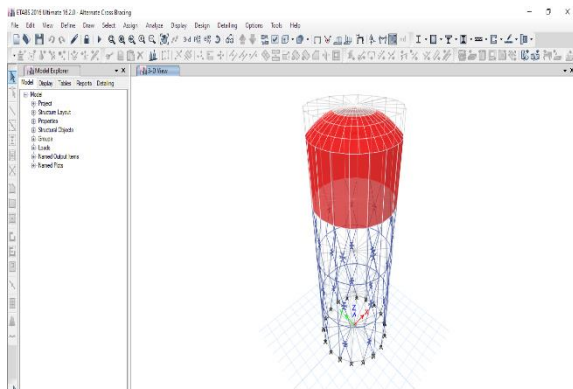 ETABS 2016 Ultimate 16.2.0 - Alternate Cross Bracing
File Edit View Define Draw Select Assign Analyze Display Design Detailing Options Tools Help
Model Explorer
Model Display Tables Reports Detailing
Model
Project
Structure Layout
Properties
Structural Objects
Groups
Loads
Named Output Items
Named Plots
3-D View